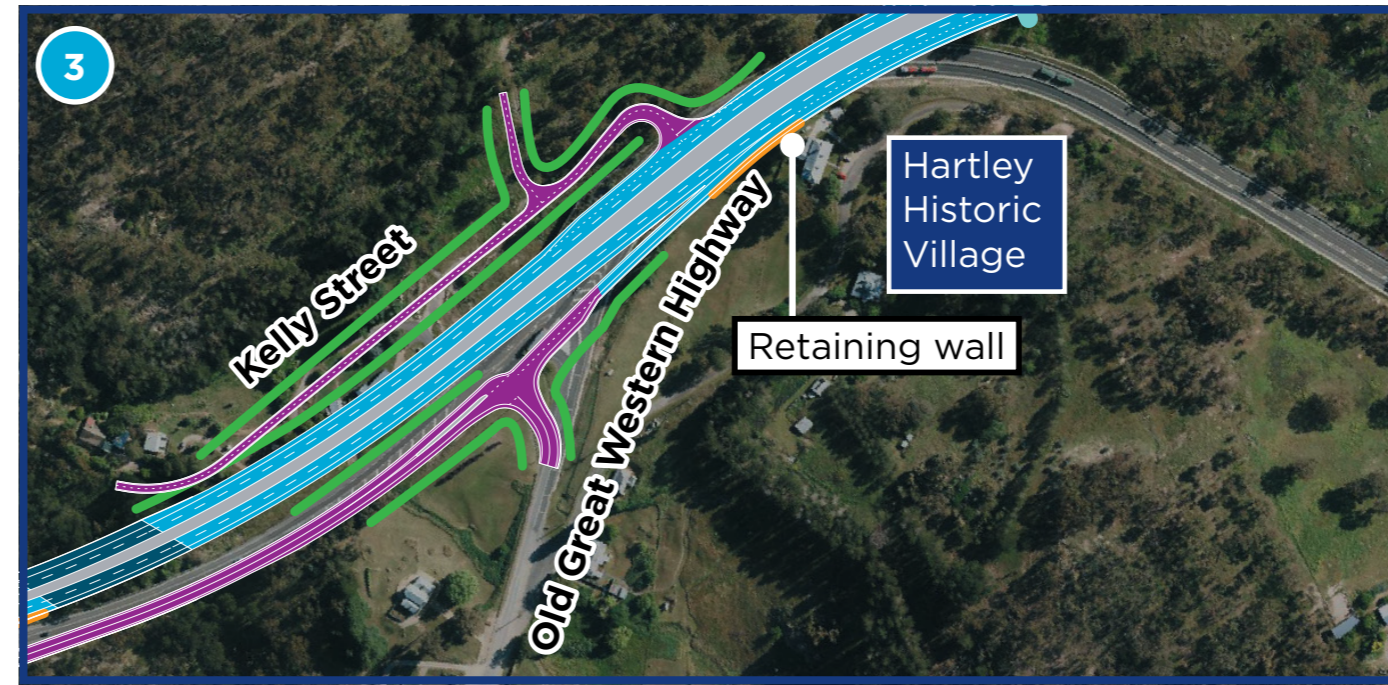 3
Kelly Street
Old Great Western Highway
Hartley
Historic
Village
Retaining wall